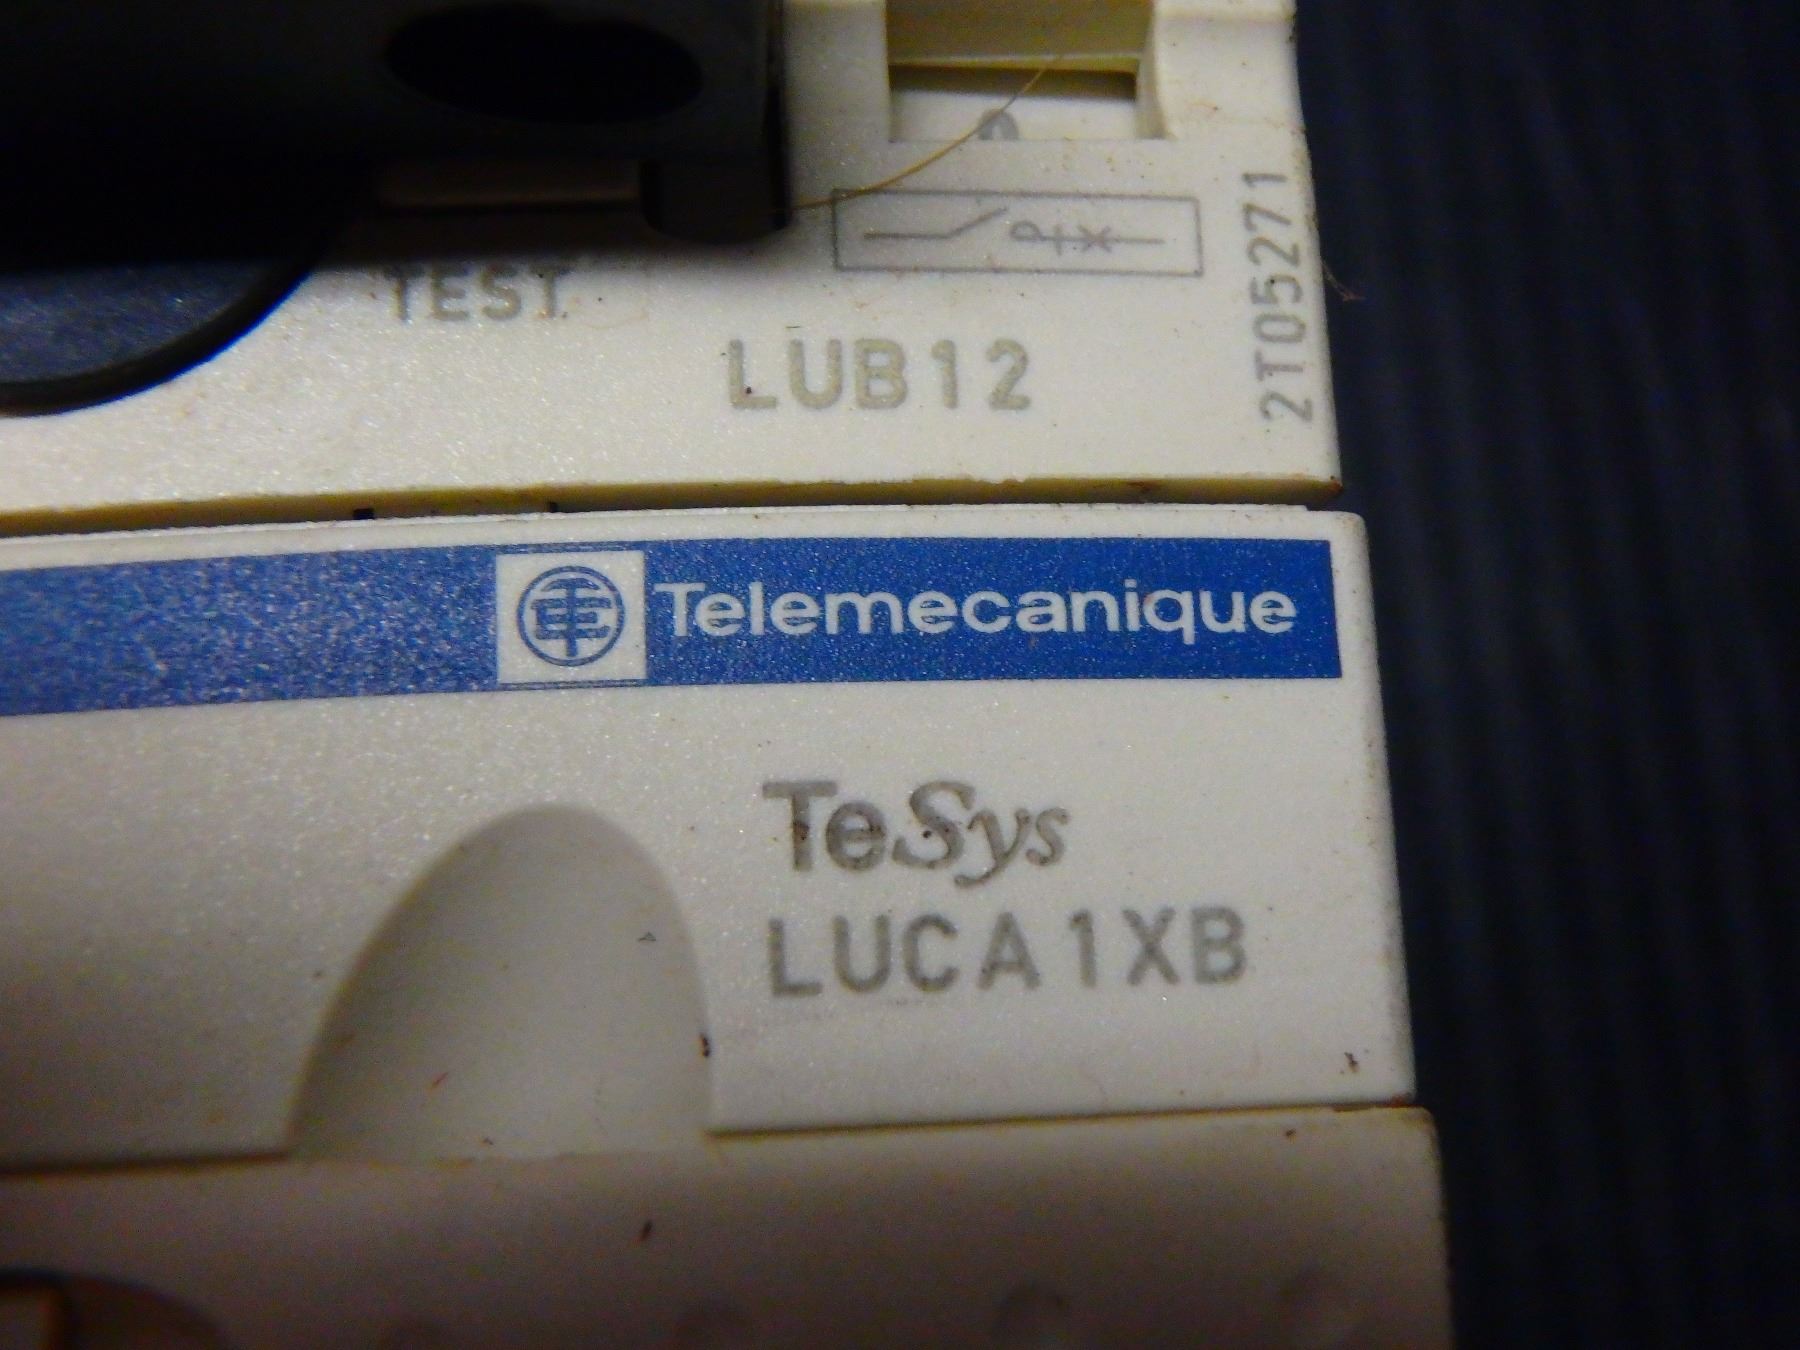 TEST
LUB12
2T05271
Telemecanique
TeSys
LUCA1XB